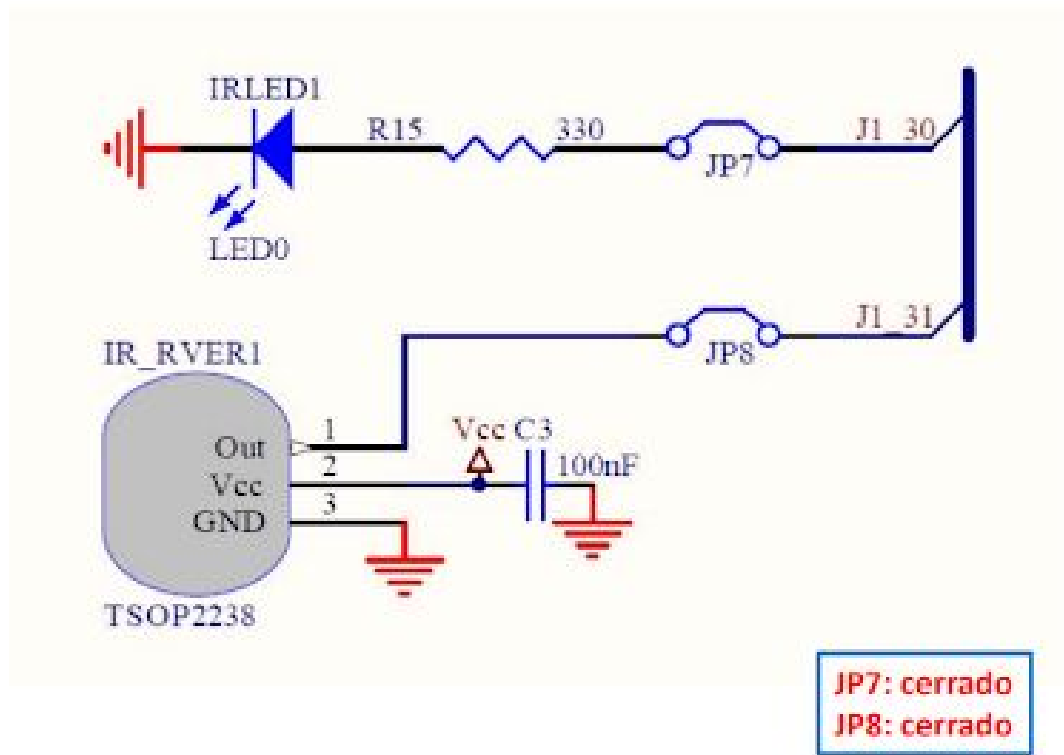 IRLED1
R15 330 J1_30
JP7
LED0
J1_31
JP8
IR_RVER1
Out 1
Vcc C3
Vcc 2 100nF
GND 3
TSOP2238
JP7: cerrado
JP8: cerrado